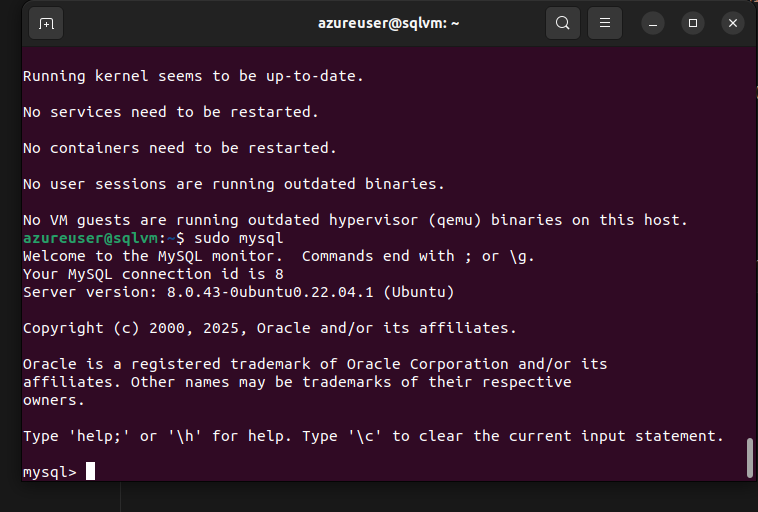 azureuser@sqlvm: ~
Running kernel seems to be up-to-date.
No services need to be restarted.
No containers need to be restarted.
No user sessions are running outdated binaries.
No VM guests are running outdated hypervisor (qemu) binaries on this host.
azureuser@sqlvm:~$ sudo mysql
Welcome to the MySQL monitor.  Commands end with ; or \g.
Your MySQL connection id is 8
Server version: 8.0.43-0ubuntu0.22.04.1 (Ubuntu)
Copyright (c) 2000, 2025, Oracle and/or its affiliates.
Oracle is a registered trademark of Oracle Corporation and/or its
affiliates. Other names may be trademarks of their respective
owners.
Type 'help;' or '\h' for help. Type '\c' to clear the current input statement.
mysql>